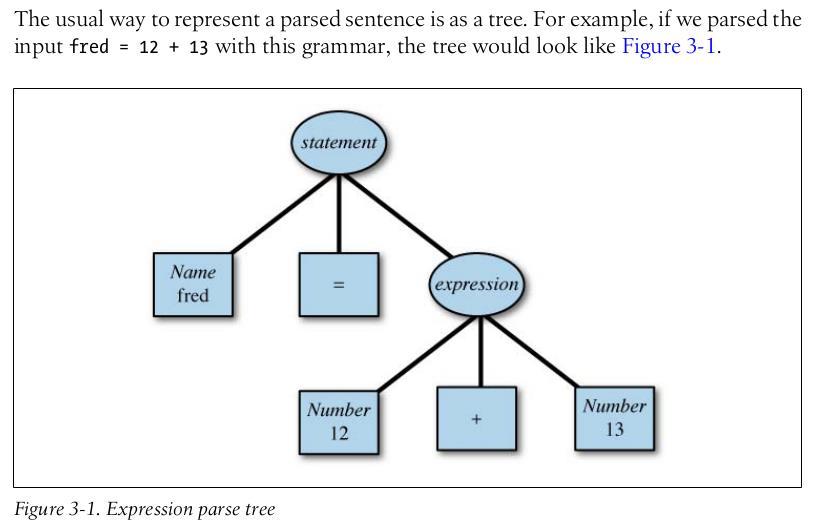 The usual way to represent a parsed sentence is as a tree. For example, if we parsed the
input fred = 12 + 13 with this grammar, the tree would look like Figure 3-1.
statement
Name
fred
=
expression
Number
12
+
Number
13
Figure 3-1. Expression parse tree